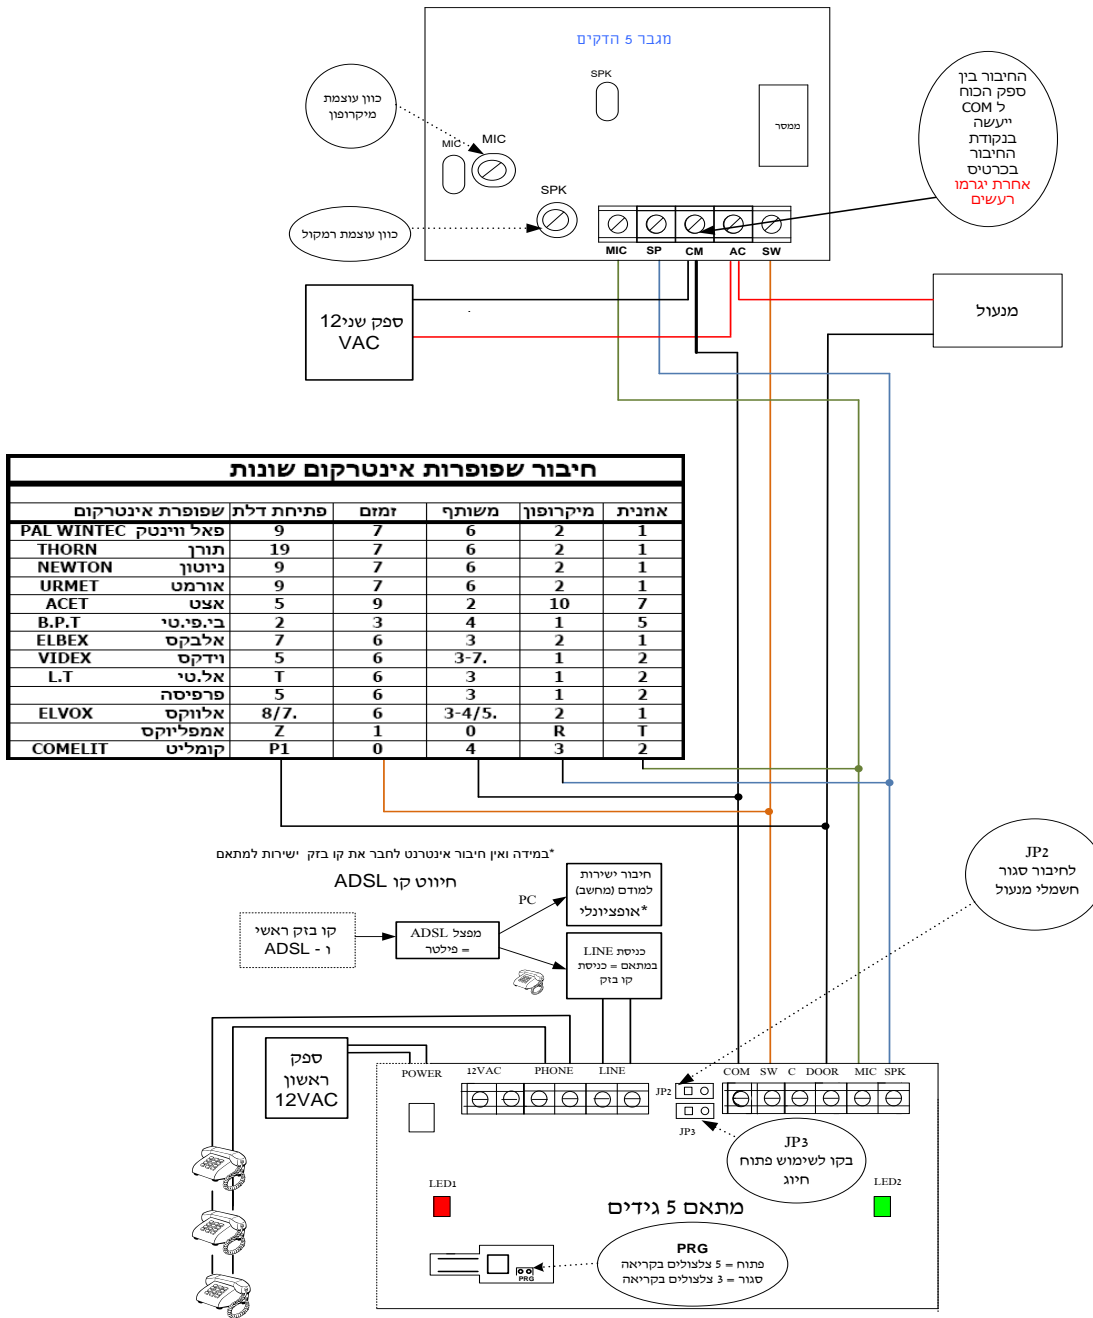 מגבר 5 הדקים
SPK
ממסר
MIC
MIC
SPK
כוון עוצמת
מיקרופון
כוון עוצמת רמקול
החיבור בין
ספק הכוח
ל COM
ייעשה
בנקודת
החיבור
בכרטיס
אחרת יגרמו
רעשים
MIC SP CM AC SW
ספק שני12
VAC
מנעול
חיבור שפופרות אינטרקום שונות
שפופרת אינטרקום פתיחת דלת זמזם משותף מיקרופון אוזנית
פאל ווינטק PAL WINTEC 9 7 6 2 1
תורן THORN 19 7 6 2 1
ניוטון NEWTON 9 7 6 2 1
אורמט URMET 9 7 6 2 1
אצט ACET 5 9 2 10 7
בי.פי.טי B.P.T 2 3 4 1 5
אלבקס ELBEX 7 6 3 2 1
וידקס VIDEX 5 6 3-7. 1 2
אל.טי L.T T 6 3 1 2
פרפיסה 5 6 3 1 2
אלווקס ELVOX 8/7. 6 3-4/5. 2 1
אמפליוקס Z 1 0 R T
קומליט COMELIT P1 0 4 3 2
*במידה ואין חיבור אינטרנט לחבר את קו בזק ישירות למתאם
חיווט קו ADSL
קו בזק ראשי
ו - ADSL
מפצל ADSL
= פילטר
PC
חיבור ישירות
למודם (מחשב)
*אופציונלי
כניסת LINE
במתאם = כניסת
קו בזק
JP2
לחיבור סגור
חשמלי מנעול
ספק
ראשון
12VAC
POWER
12VAC PHONE LINE
JP2
JP3
COM SW C DOOR MIC SPK
JP3
בקו לשימוש פתוח
חיוג
LED1
LED2
מתאם 5 גידים
PRG
PRG
פתוח = 5 צלצולים בקריאה
סגור = 3 צלצולים בקריאה